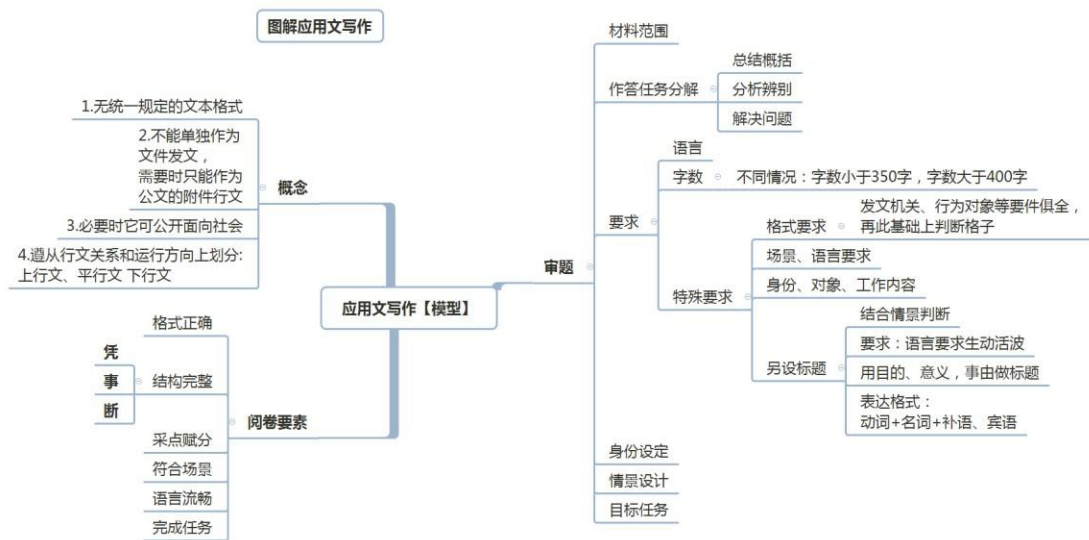 图解应用文写作
应用文写作【模型】
概念
1.无统一规定的文本格式
2.不能单独作为
文件发文，
需要时只能作为
公文的附件行文
3.必要时它可公开面向社会
4.遵从行文关系和运行方向上划分:
上行文、平行文 下行文
阅卷要素
格式正确
结构完整
凭
事
断
采点赋分
符合场景
语言流畅
完成任务
审题
材料范围
作答任务分解
总结概括
分析辨别
解决问题
要求
语言
字数
不同情况：字数小于350字，字数大于400字
特殊要求
格式要求
发文机关、行为对象等要件俱全，
再此基础上判断格子
场景、语言要求
身份、对象、工作内容
另设标题
结合情景判断
要求：语言要求生动活波
用目的、意义，事由做标题
表达格式：
动词+名词+补语、宾语
身份设定
情景设计
目标任务